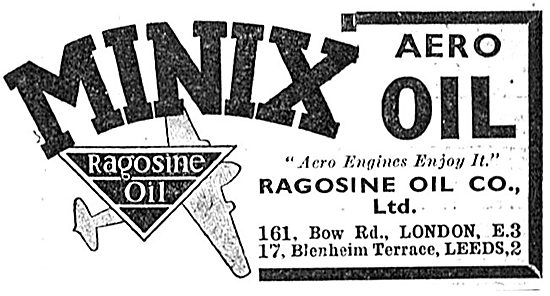 MINIX
AERO
OIL
Ragosine
Oil
"Aero Engines Enjoy It."
RAGOSINE OIL CO.,
Ltd.
161, Bow Rd., LONDON, E.3
17, Blenheim Terrace, LEEDS,2